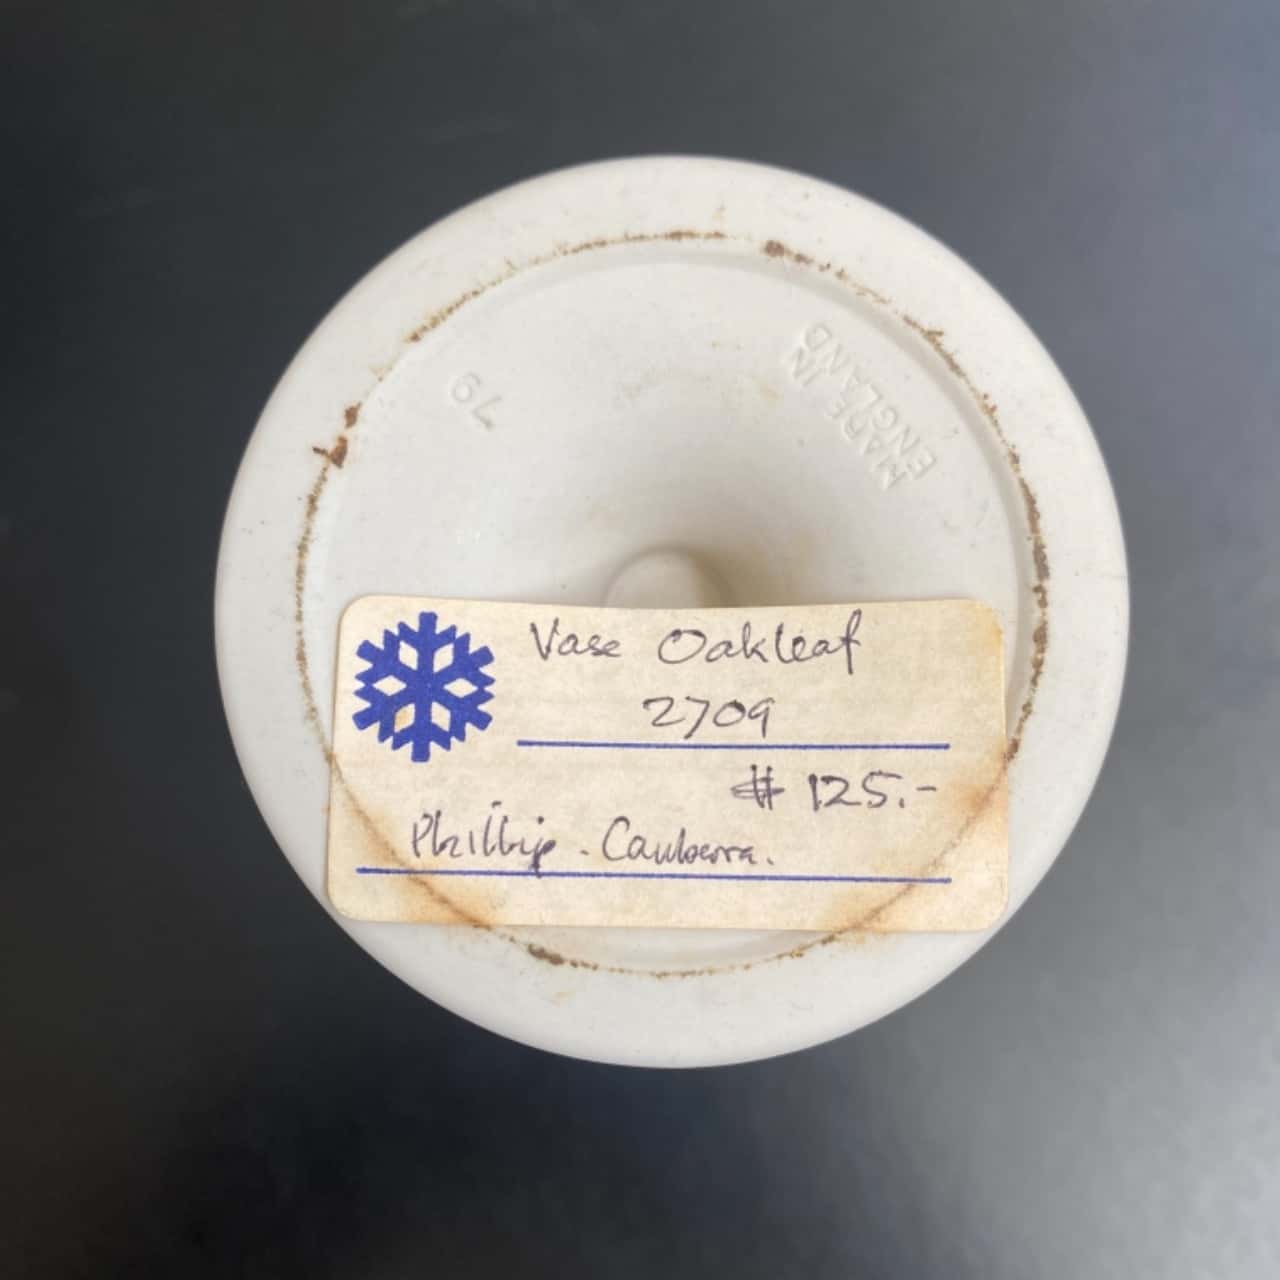 79
MADE IN
ENGLAND
Vase Oakleaf
2709
$ 125.-
Phillip. Canberra.